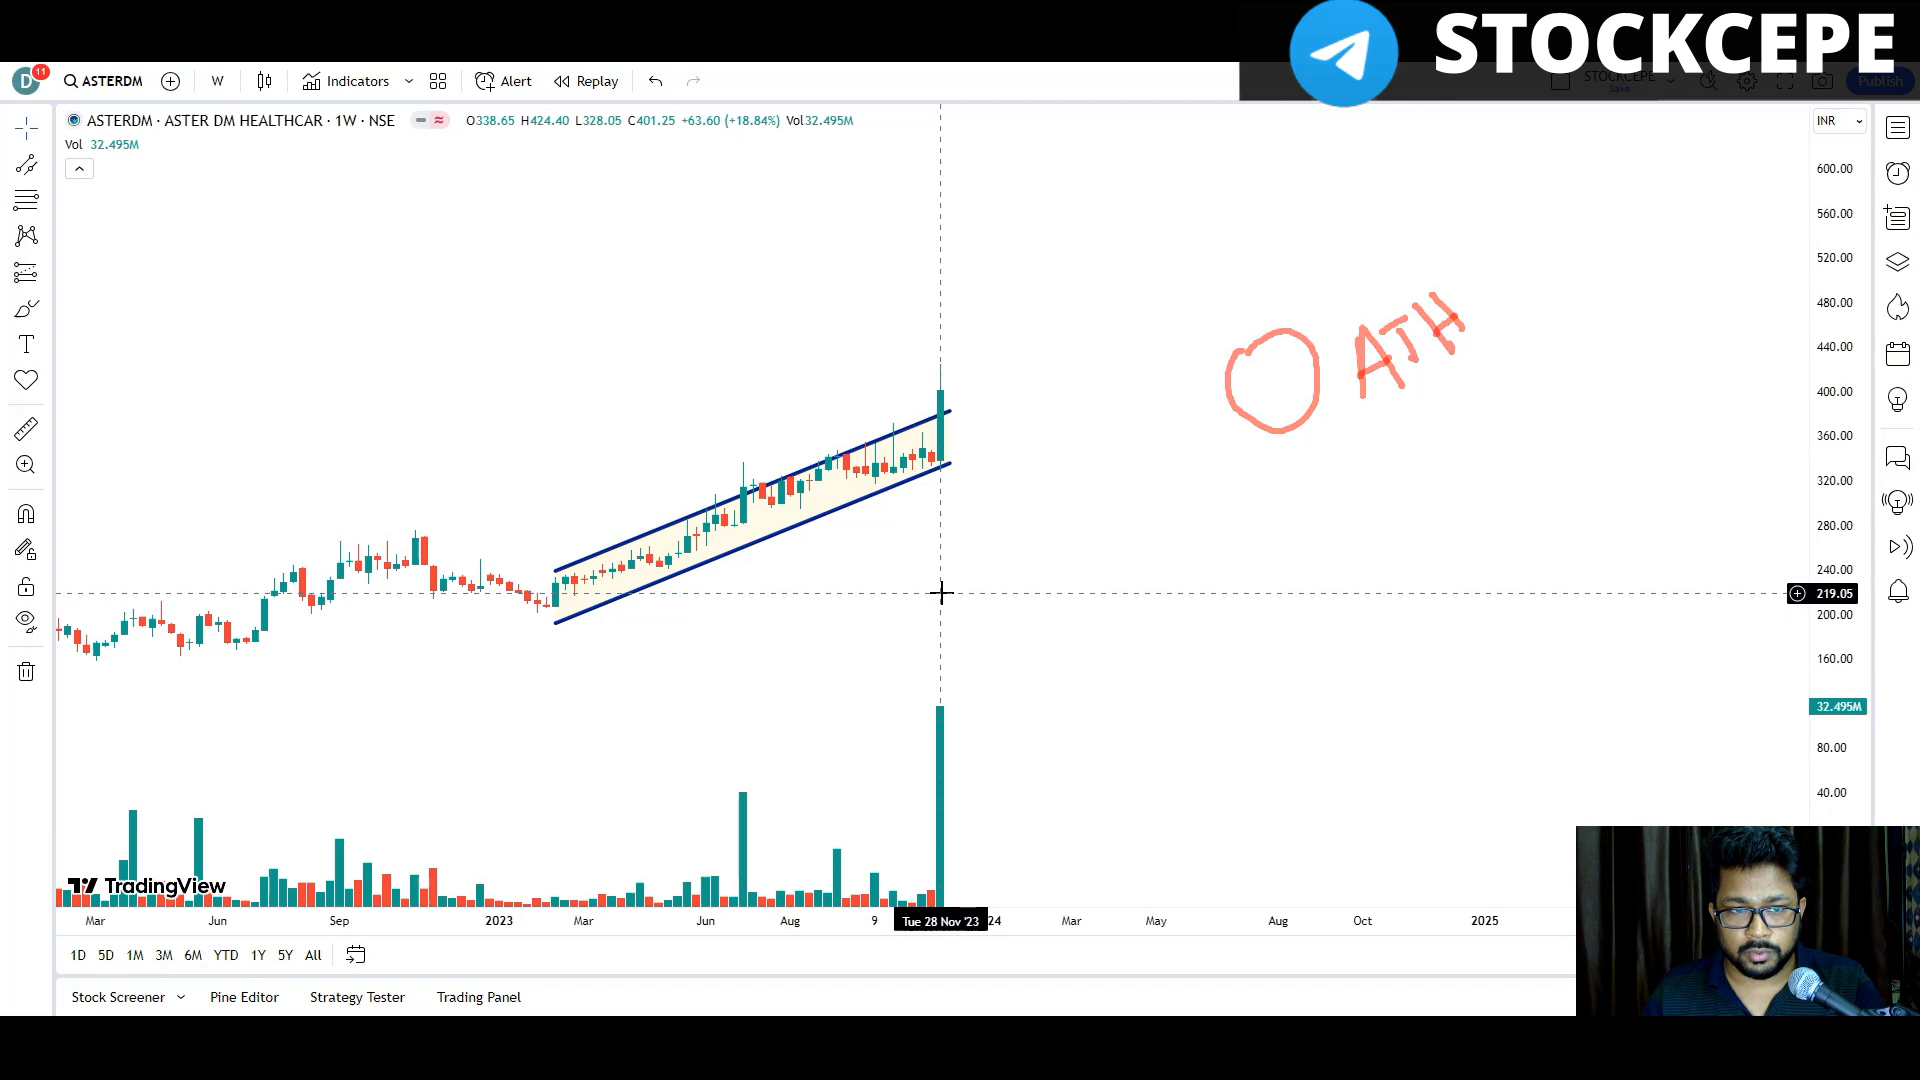 STOCKCEPE
D 11 ASTERDM W Indicators Alert Replay STOCKCEPE Save Publish
ASTERDM · ASTER DM HEALTHCAR · 1W · NSE O338.65 H424.40 L328.05 C401.25 +63.60 (+18.84%) Vol32.495M INR
Vol 32.495M
600.00
560.00
520.00
480.00
ATH
440.00
400.00
360.00
320.00
280.00
240.00
219.05
200.00
160.00
32.495M
80.00
40.00
TradingView
Mar Jun Sep 2023 Mar Jun Aug 9 Tue 28 Nov '23 24 Mar May Aug Oct 2025
1D 5D 1M 3M 6M YTD 1Y 5Y All
Stock Screener Pine Editor Strategy Tester Trading Panel